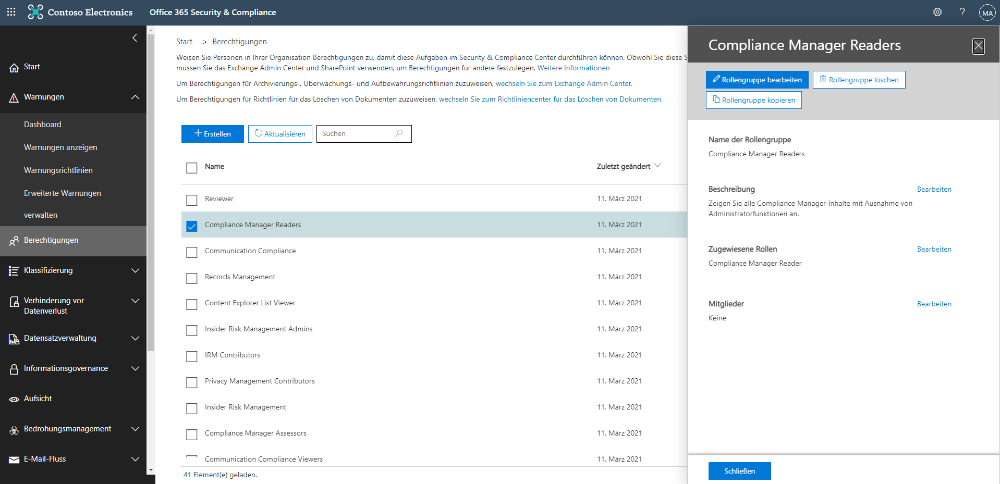 Contoso Electronics
Office 365 Security & Compliance
?
MA
Start
Warnungen
Dashboard
Warnungen anzeigen
Warnungsrichtlinien
Erweiterte Warnungen
verwalten
Berechtigungen
Klassifizierung
Verhinderung vor
Datenverlust
Datensatzverwaltung
Informationsgovernance
Aufsicht
Bedrohungsmanagement
E-Mail-Fluss
Start > Berechtigungen
Weisen Sie Personen in Ihrer Organisation Berechtigungen zu, damit diese Aufgaben im Security & Compliance Center durchführen können. Obwohl Sie diese S
müssen Sie das Exchange Admin Center und SharePoint verwenden, um Berechtigungen für andere festzulegen. Weitere Informationen
Um Berechtigungen für Archivierungs-, Überwachungs- und Aufbewahrungsrichtlinien zuzuweisen, wechseln Sie zum Exchange Admin Center.
Um Berechtigungen für Richtlinien für das Löschen von Dokumenten zuzuweisen, wechseln Sie zum Richtliniencenter für das Löschen von Dokumenten.
Erstellen
Aktualisieren
Suchen
Name Zuletzt geändert
Reviewer 11. März 2021
Compliance Manager Readers 11. März 2021
Communication Compliance 11. März 2021
Records Management 11. März 2021
Content Explorer List Viewer 11. März 2021
Insider Risk Management Admins 11. März 2021
IRM Contributors 11. März 2021
Privacy Management Contributors 11. März 2021
Insider Risk Management 11. März 2021
Compliance Manager Assessors 11. März 2021
Communication Compliance Viewers 11. März 2021
41 Element(e) geladen.
Compliance Manager Readers
Rollengruppe bearbeiten
Rollengruppe löschen
Rollengruppe kopieren
Name der Rollengruppe
Compliance Manager Readers
Beschreibung Bearbeiten
Zeigen Sie alle Compliance Manager-Inhalte mit Ausnahme von
Administratorfunktionen an.
Zugewiesene Rollen Bearbeiten
Compliance Manager Reader
Mitglieder Bearbeiten
Keine
Schließen